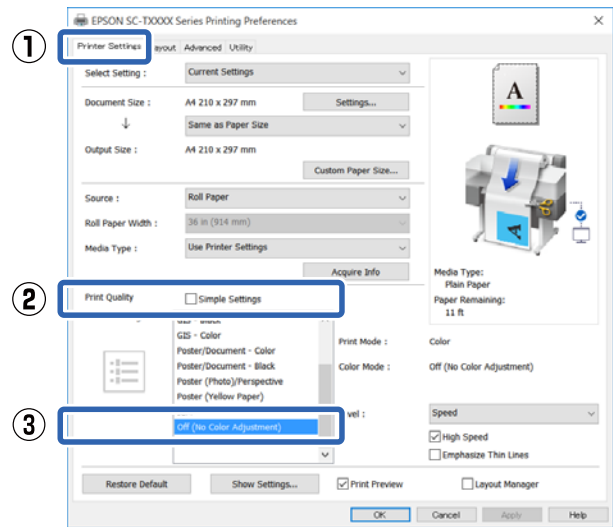 EPSON SC-TXXXX Series Printing Preferences
①
Printer Settings ayout Advanced Utility
Select Setting : Current Settings
Document Size : A4 210 x 297 mm Settings...
Same as Paper Size
Output Size : A4 210 x 297 mm
Custom Paper Size...
Source : Roll Paper
Roll Paper Width : 36 in (914 mm)
Media Type : Use Printer Settings
Acquire Info
A
Media Type:
Plain Paper
Paper Remaining:
11 ft
②
Print Quality Simple Settings
GIS - Color
Poster/Document - Color
Poster/Document - Black
Poster (Photo)/Perspective
Poster (Yellow Paper)
③
Off (No Color Adjustment)
Print Mode : Color
Color Mode : Off (No Color Adjustment)
vel : Speed
High Speed
Emphasize Thin Lines
Restore Default Show Settings... Print Preview Layout Manager
OK Cancel Apply Help